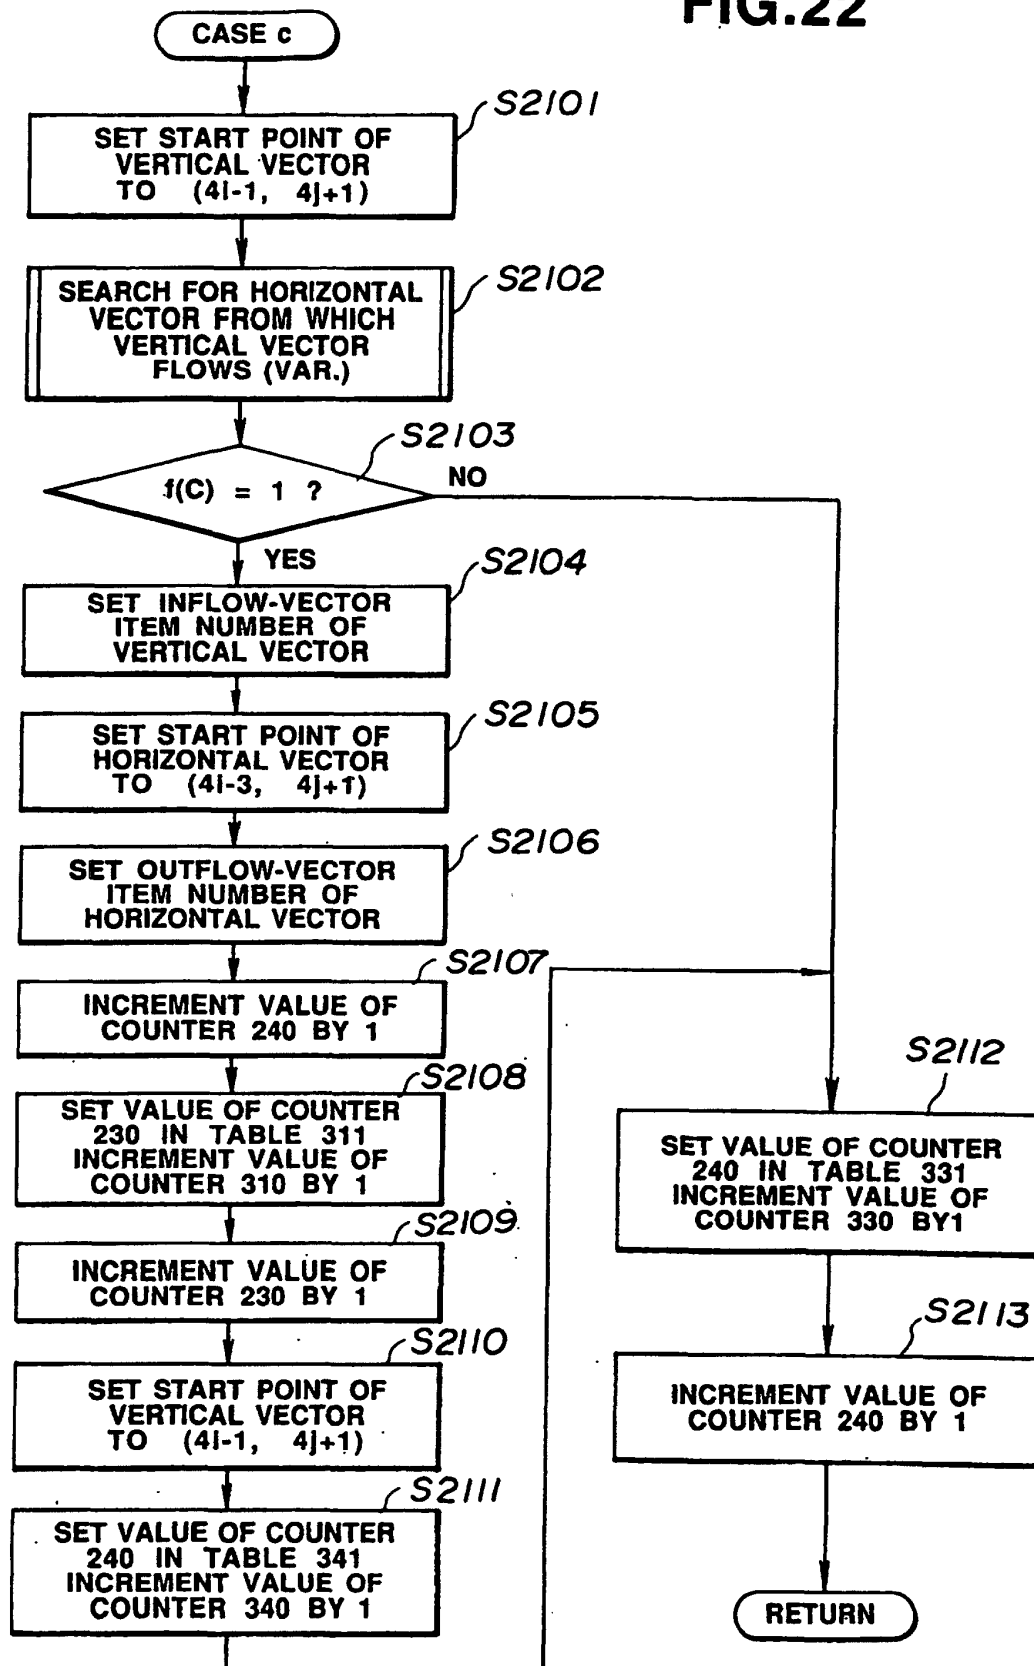 FIG.22
CASE c
S2101
SET START POINT OF
VERTICAL VECTOR
TO (4i-1, 4j+1)
S2102
SEARCH FOR HORIZONTAL
VECTOR FROM WHICH
VERTICAL VECTOR
FLOWS (VAR.)
S2103
f(C) = 1 ?
NO
YES
S2104
SET INFLOW-VECTOR
ITEM NUMBER OF
VERTICAL VECTOR
S2105
SET START POINT OF
HORIZONTAL VECTOR
TO (4i-3, 4j+1)
S2106
SET OUTFLOW-VECTOR
ITEM NUMBER OF
HORIZONTAL VECTOR
S2107
INCREMENT VALUE OF
COUNTER 240 BY 1
S2108
SET VALUE OF COUNTER
230 IN TABLE 311
INCREMENT VALUE OF
COUNTER 310 BY 1
S2109
INCREMENT VALUE OF
COUNTER 230 BY 1
S2110
SET START POINT OF
VERTICAL VECTOR
TO (4i-1, 4j+1)
S2111
SET VALUE OF COUNTER
240 IN TABLE 341
INCREMENT VALUE OF
COUNTER 340 BY 1
S2112
SET VALUE OF COUNTER
240 IN TABLE 331
INCREMENT VALUE OF
COUNTER 330 BY1
S2113
INCREMENT VALUE OF
COUNTER 240 BY 1
RETURN